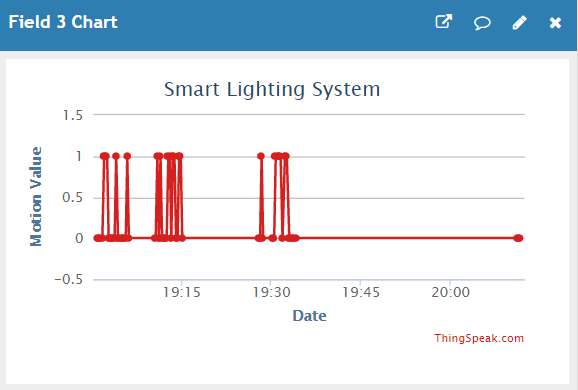 Field 3 Chart
Smart Lighting System
Motion Value
1.5
1
0.5
0
-0.5
19:15 19:30 19:45 20:00
Date
ThingSpeak.com